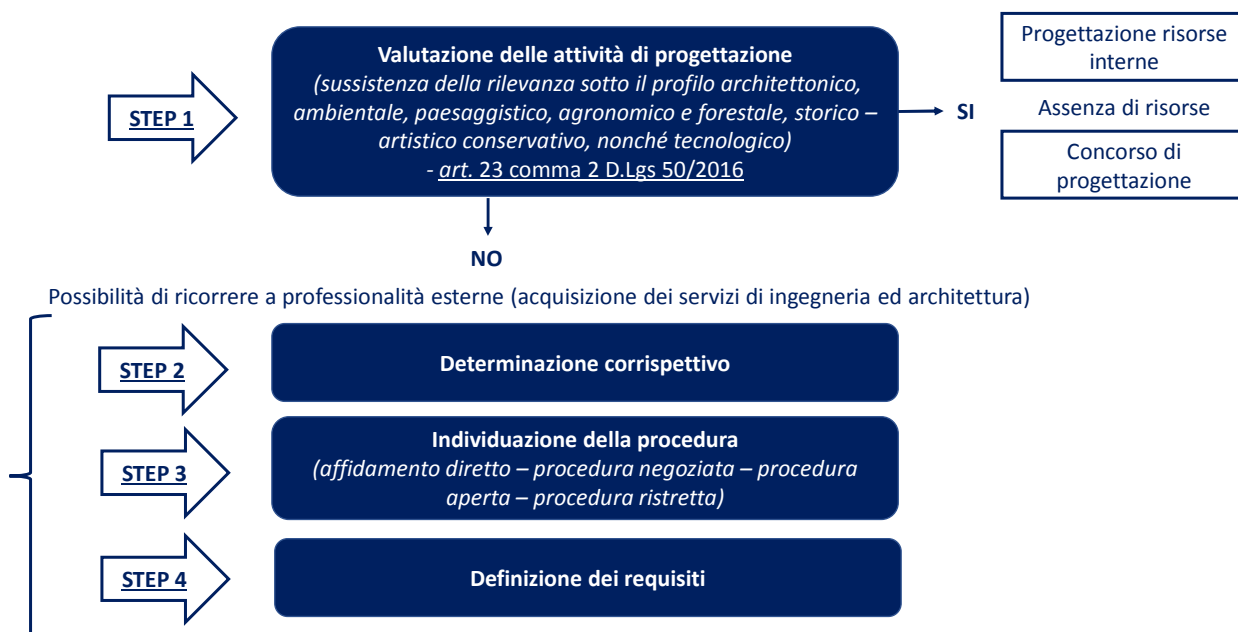 STEP 1
Valutazione delle attività di progettazione
(sussistenza della rilevanza sotto il profilo architettonico,
ambientale, paesaggistico, agronomico e forestale, storico –
artistico conservativo, nonché tecnologico)
- art. 23 comma 2 D.Lgs 50/2016
SI
Progettazione risorse
interne
Assenza di risorse
Concorso di
progettazione
NO
Possibilità di ricorrere a professionalità esterne (acquisizione dei servizi di ingegneria ed architettura)
STEP 2
Determinazione corrispettivo
STEP 3
Individuazione della procedura
(affidamento diretto – procedura negoziata – procedura
aperta – procedura ristretta)
STEP 4
Definizione dei requisiti